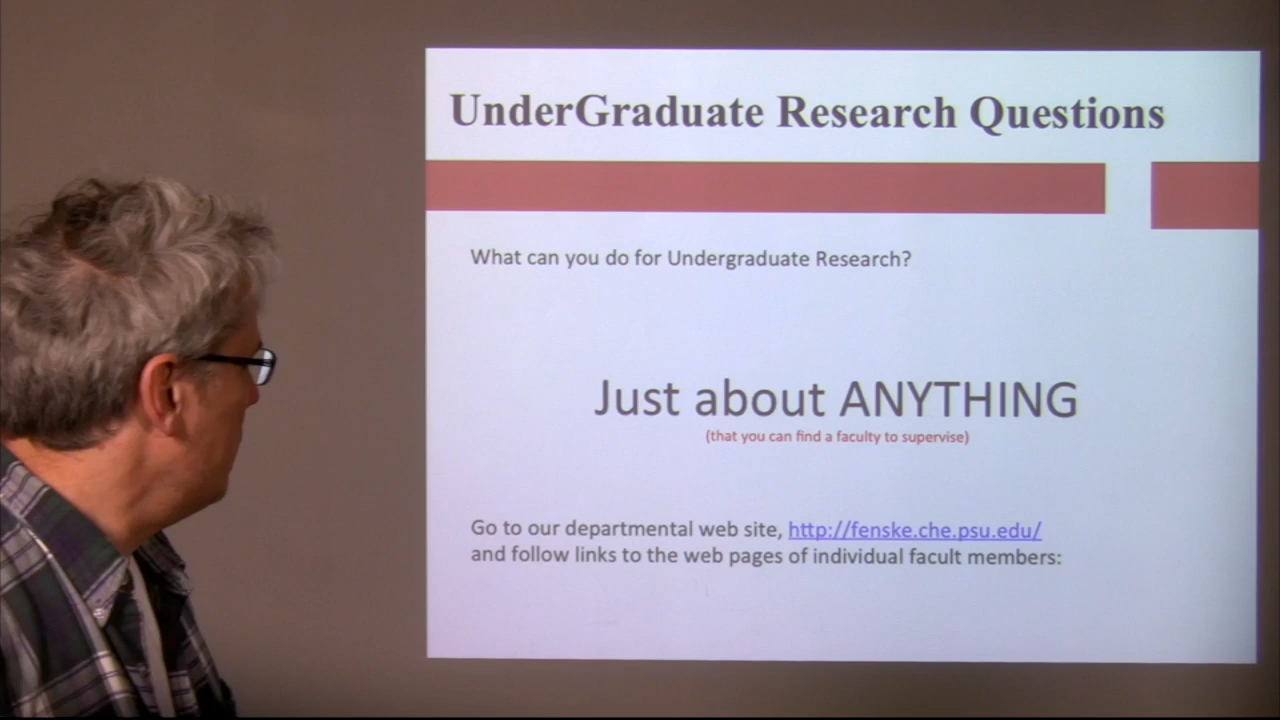 UnderGraduate Research Questions
What can you do for Undergraduate Research?
Just about ANYTHING
(that you can find a faculty to supervise)
Go to our departmental web site, http://fenske.che.psu.edu/
and follow links to the web pages of individual facult members: